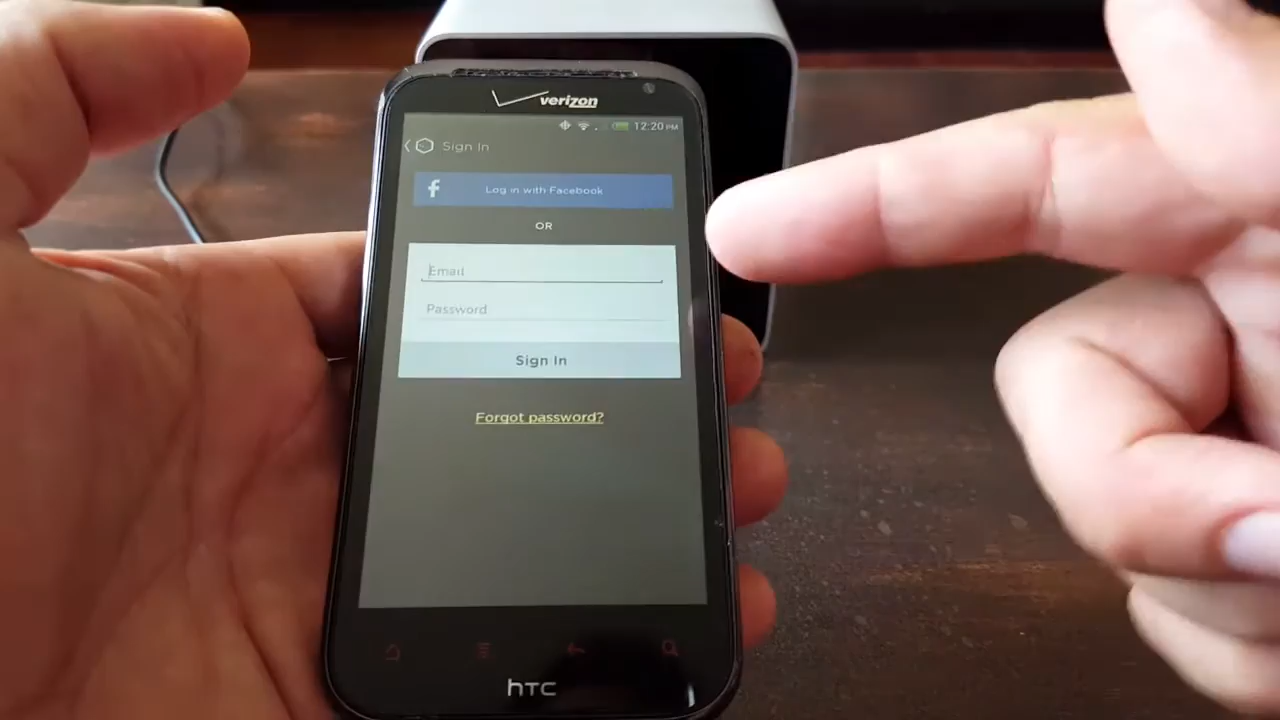 verizon
12:20 PM
Sign In
f Log in with Facebook
OR
Email
Password
Sign In
Forgot password?
hTC